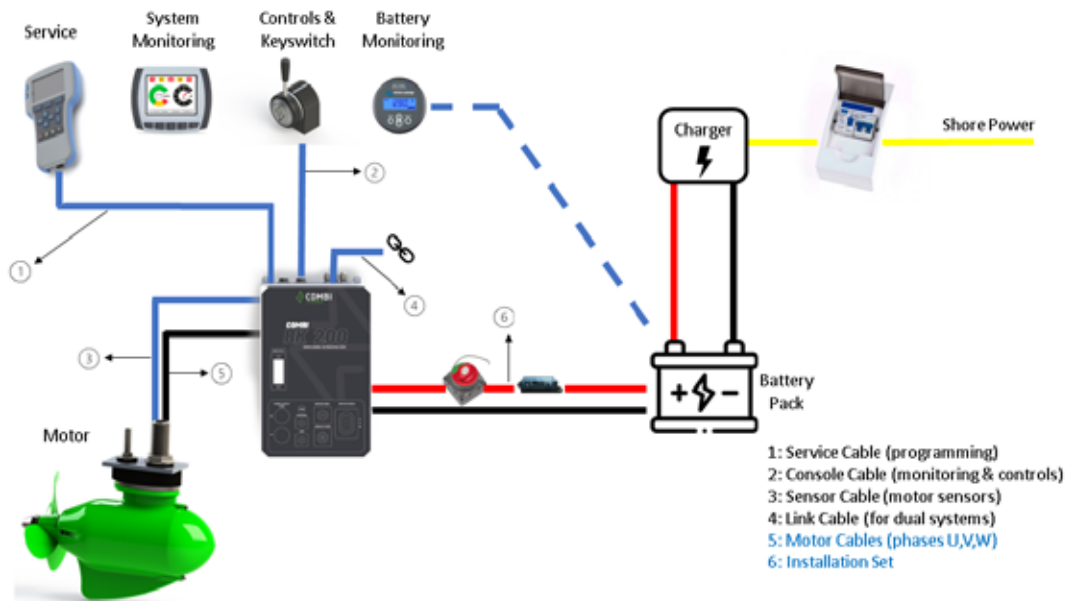 Service
System
Monitoring
Controls &
Keyswitch
Battery
Monitoring
Charger
Shore Power
2
1
4
COMBI
COMBI
6
3
5
Battery
Pack
Motor
1: Service Cable (programming)
2: Console Cable (monitoring & controls)
3: Sensor Cable (motor sensors)
4: Link Cable (for dual systems)
5: Motor Cables (phases U,V,W)
6: Installation Set